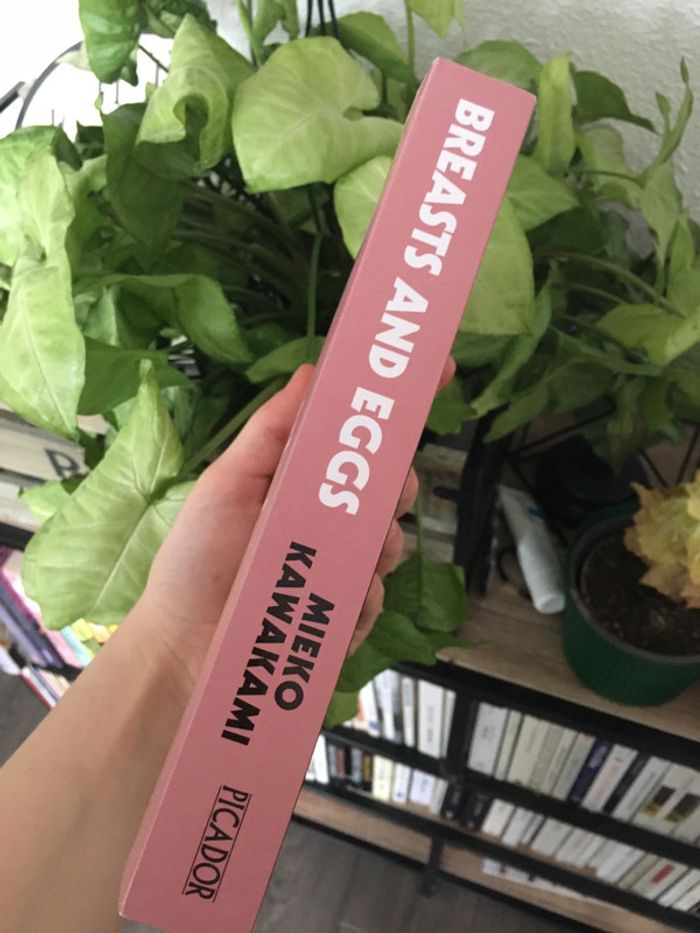 BREASTS AND EGGS
MIEKO
KAWAKAMI
PICADOR